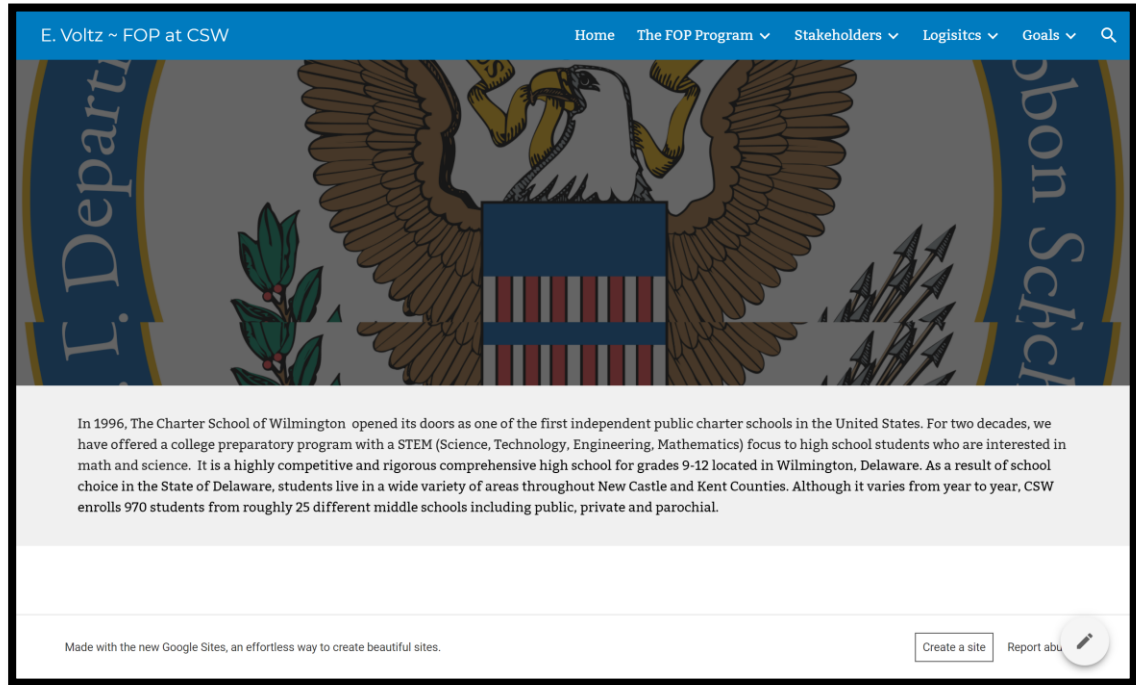 E. Voltz ~ FOP at CSW
Home The FOP Program Stakeholders Logisitcs Goals
Departi
bbon Scho
In 1996, The Charter School of Wilmington opened its doors as one of the first independent public charter schools in the United States. For two decades, we
have offered a college preparatory program with a STEM (Science, Technology, Engineering, Mathematics) focus to high school students who are interested in
math and science. It is a highly competitive and rigorous comprehensive high school for grades 9-12 located in Wilmington, Delaware. As a result of school
choice in the State of Delaware, students live in a wide variety of areas throughout New Castle and Kent Counties. Although it varies from year to year, CSW
enrolls 970 students from roughly 25 different middle schools including public, private and parochial.
Made with the new Google Sites, an effortless way to create beautiful sites.
Create a site Report abu